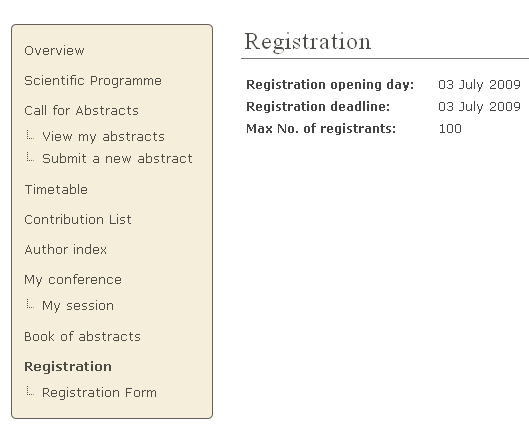 Overview
Scientific Programme
Call for Abstracts
View my abstracts
Submit a new abstract
Timetable
Contribution List
Author index
My conference
My session
Book of abstracts
Registration
Registration Form
Registration
Registration opening day: 03 July 2009
Registration deadline: 03 July 2009
Max No. of registrants: 100